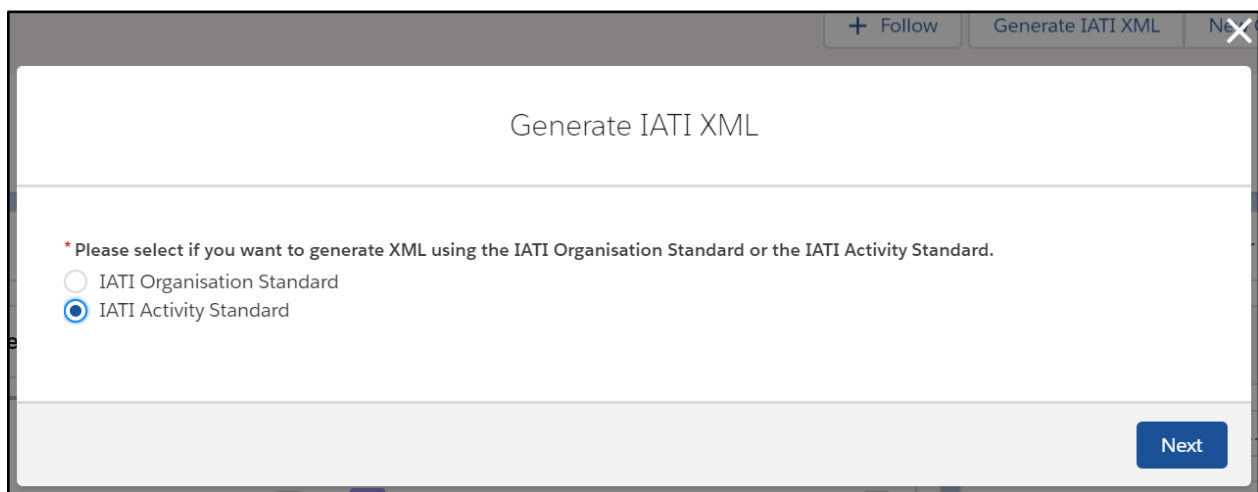 + Follow
Generate IATI XML
Generate IATI XML
* Please select if you want to generate XML using the IATI Organisation Standard or the IATI Activity Standard.
IATI Organisation Standard
IATI Activity Standard
Next